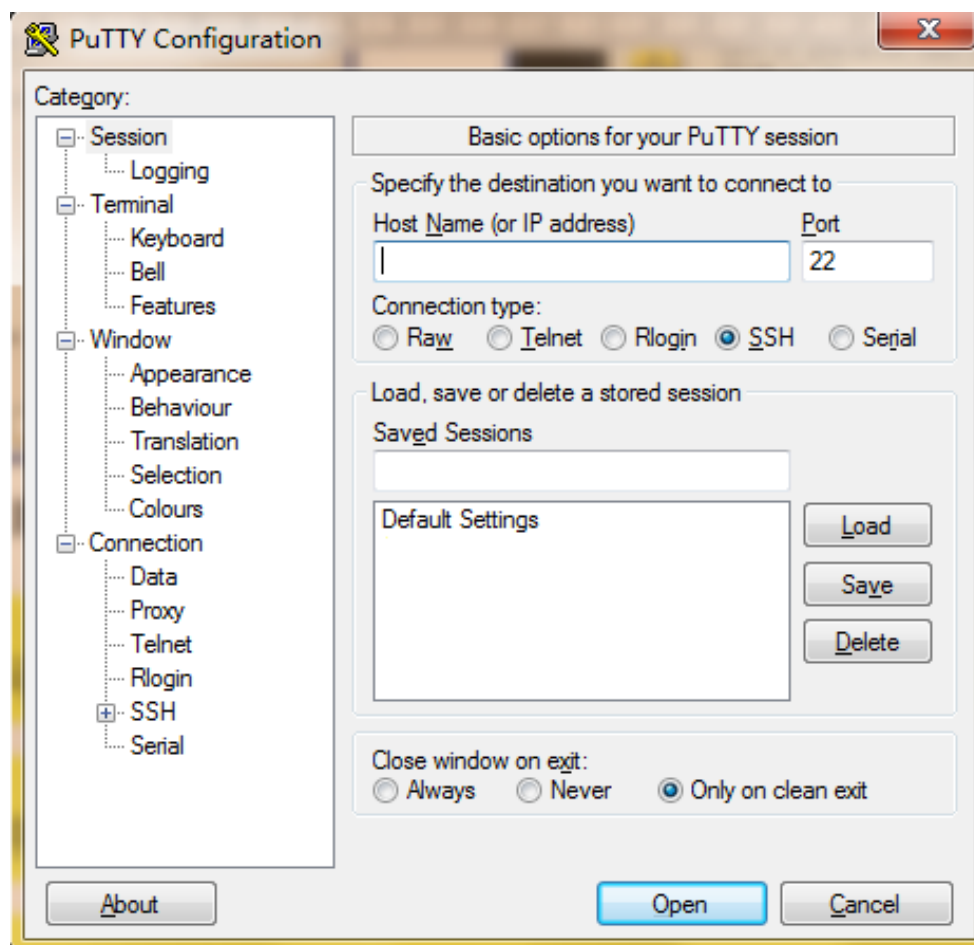 PuTTY Configuration
Category:
Session
Logging
Terminal
Keyboard
Bell
Features
Window
Appearance
Behaviour
Translation
Selection
Colours
Connection
Data
Proxy
Telnet
Rlogin
SSH
Serial
Basic options for your PuTTY session
Specify the destination you want to connect to
Host Name (or IP address) Port
22
Connection type:
Raw Telnet Rlogin SSH Serial
Load, save or delete a stored session
Saved Sessions
Default Settings
Load
Save
Delete
Close window on exit:
Always Never Only on clean exit
About Open Cancel